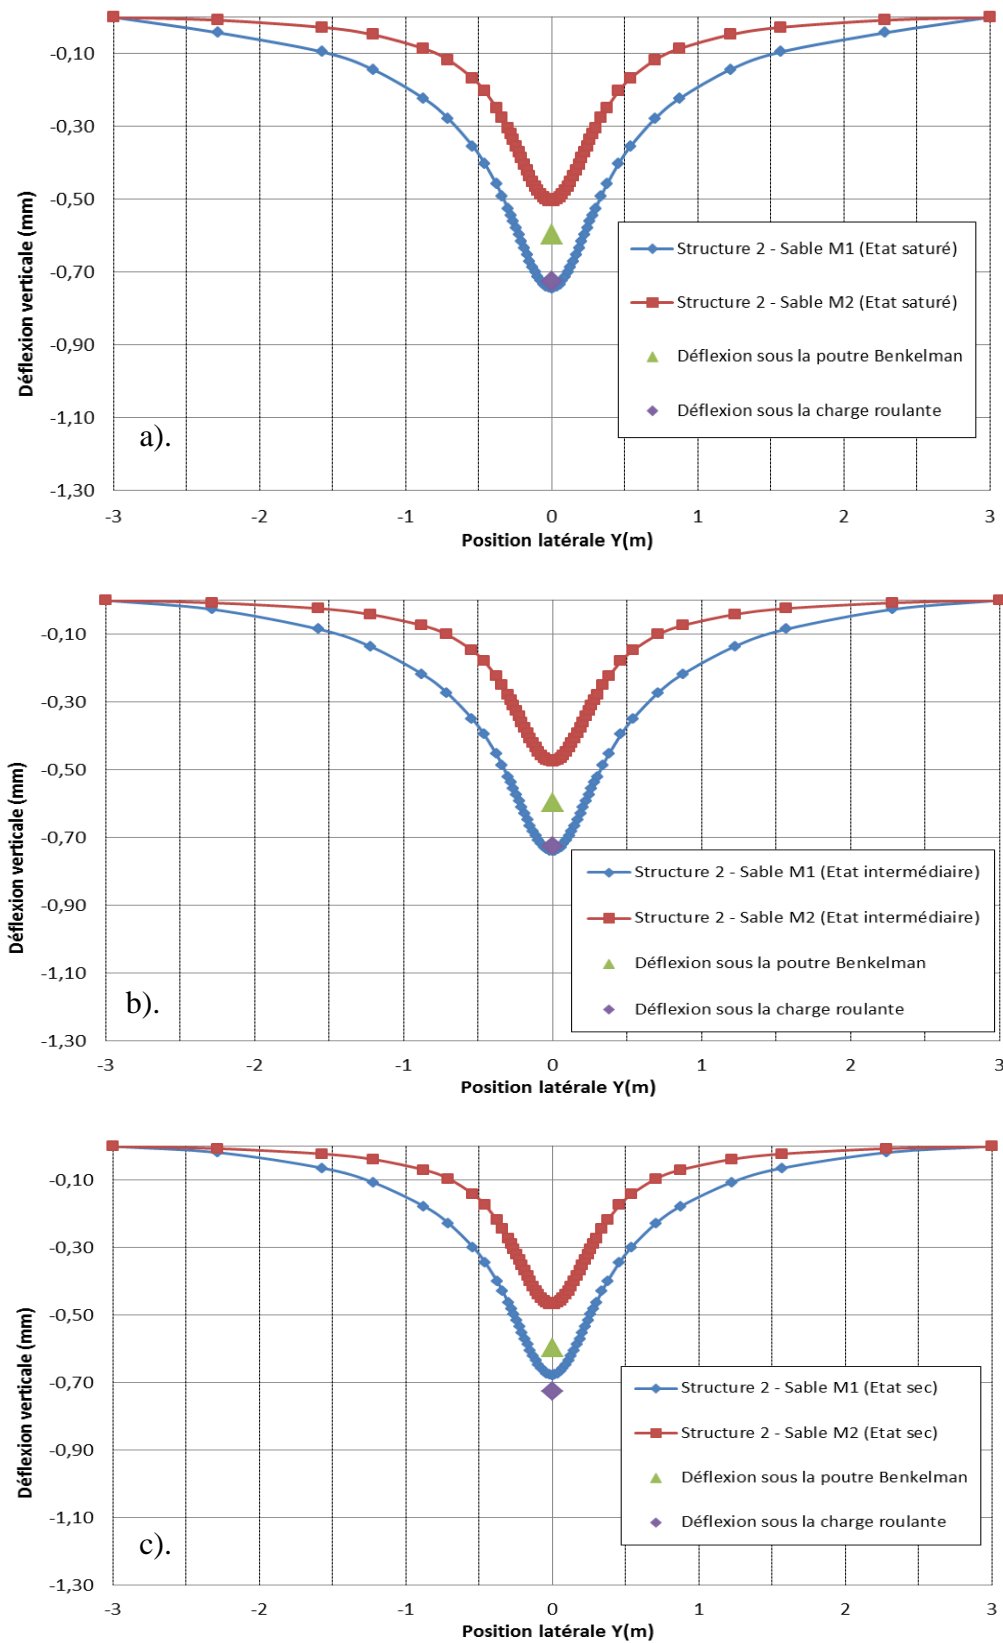 -0,10
-0,30
-0,50
-0,70
-0,90
-1,10
-1,30
Déflexion verticale (mm)
Structure 2 - Sable M1 (Etat saturé)
Structure 2 - Sable M2 (Etat saturé)
Déflexion sous la poutre Benkelman
Déflexion sous la charge roulante
a).
-3 -2 -1 0 1 2 3
Position latérale Y(m)
-0,10
-0,30
-0,50
-0,70
-0,90
-1,10
-1,30
Déflexion verticale (mm)
Structure 2 - Sable M1 (Etat intermédiaire)
Structure 2 - Sable M2 (Etat intermédiaire)
Déflexion sous la poutre Benkelman
Déflexion sous la charge roulante
b).
-3 -2 -1 0 1 2 3
Position latérale Y(m)
-0,10
-0,30
-0,50
-0,70
-0,90
-1,10
-1,30
Déflexion verticale (mm)
Structure 2 - Sable M1 (Etat sec)
Structure 2 - Sable M2 (Etat sec)
Déflexion sous la poutre Benkelman
Déflexion sous la charge roulante
c).
-3 -2 -1 0 1 2 3
Position latérale Y(m)